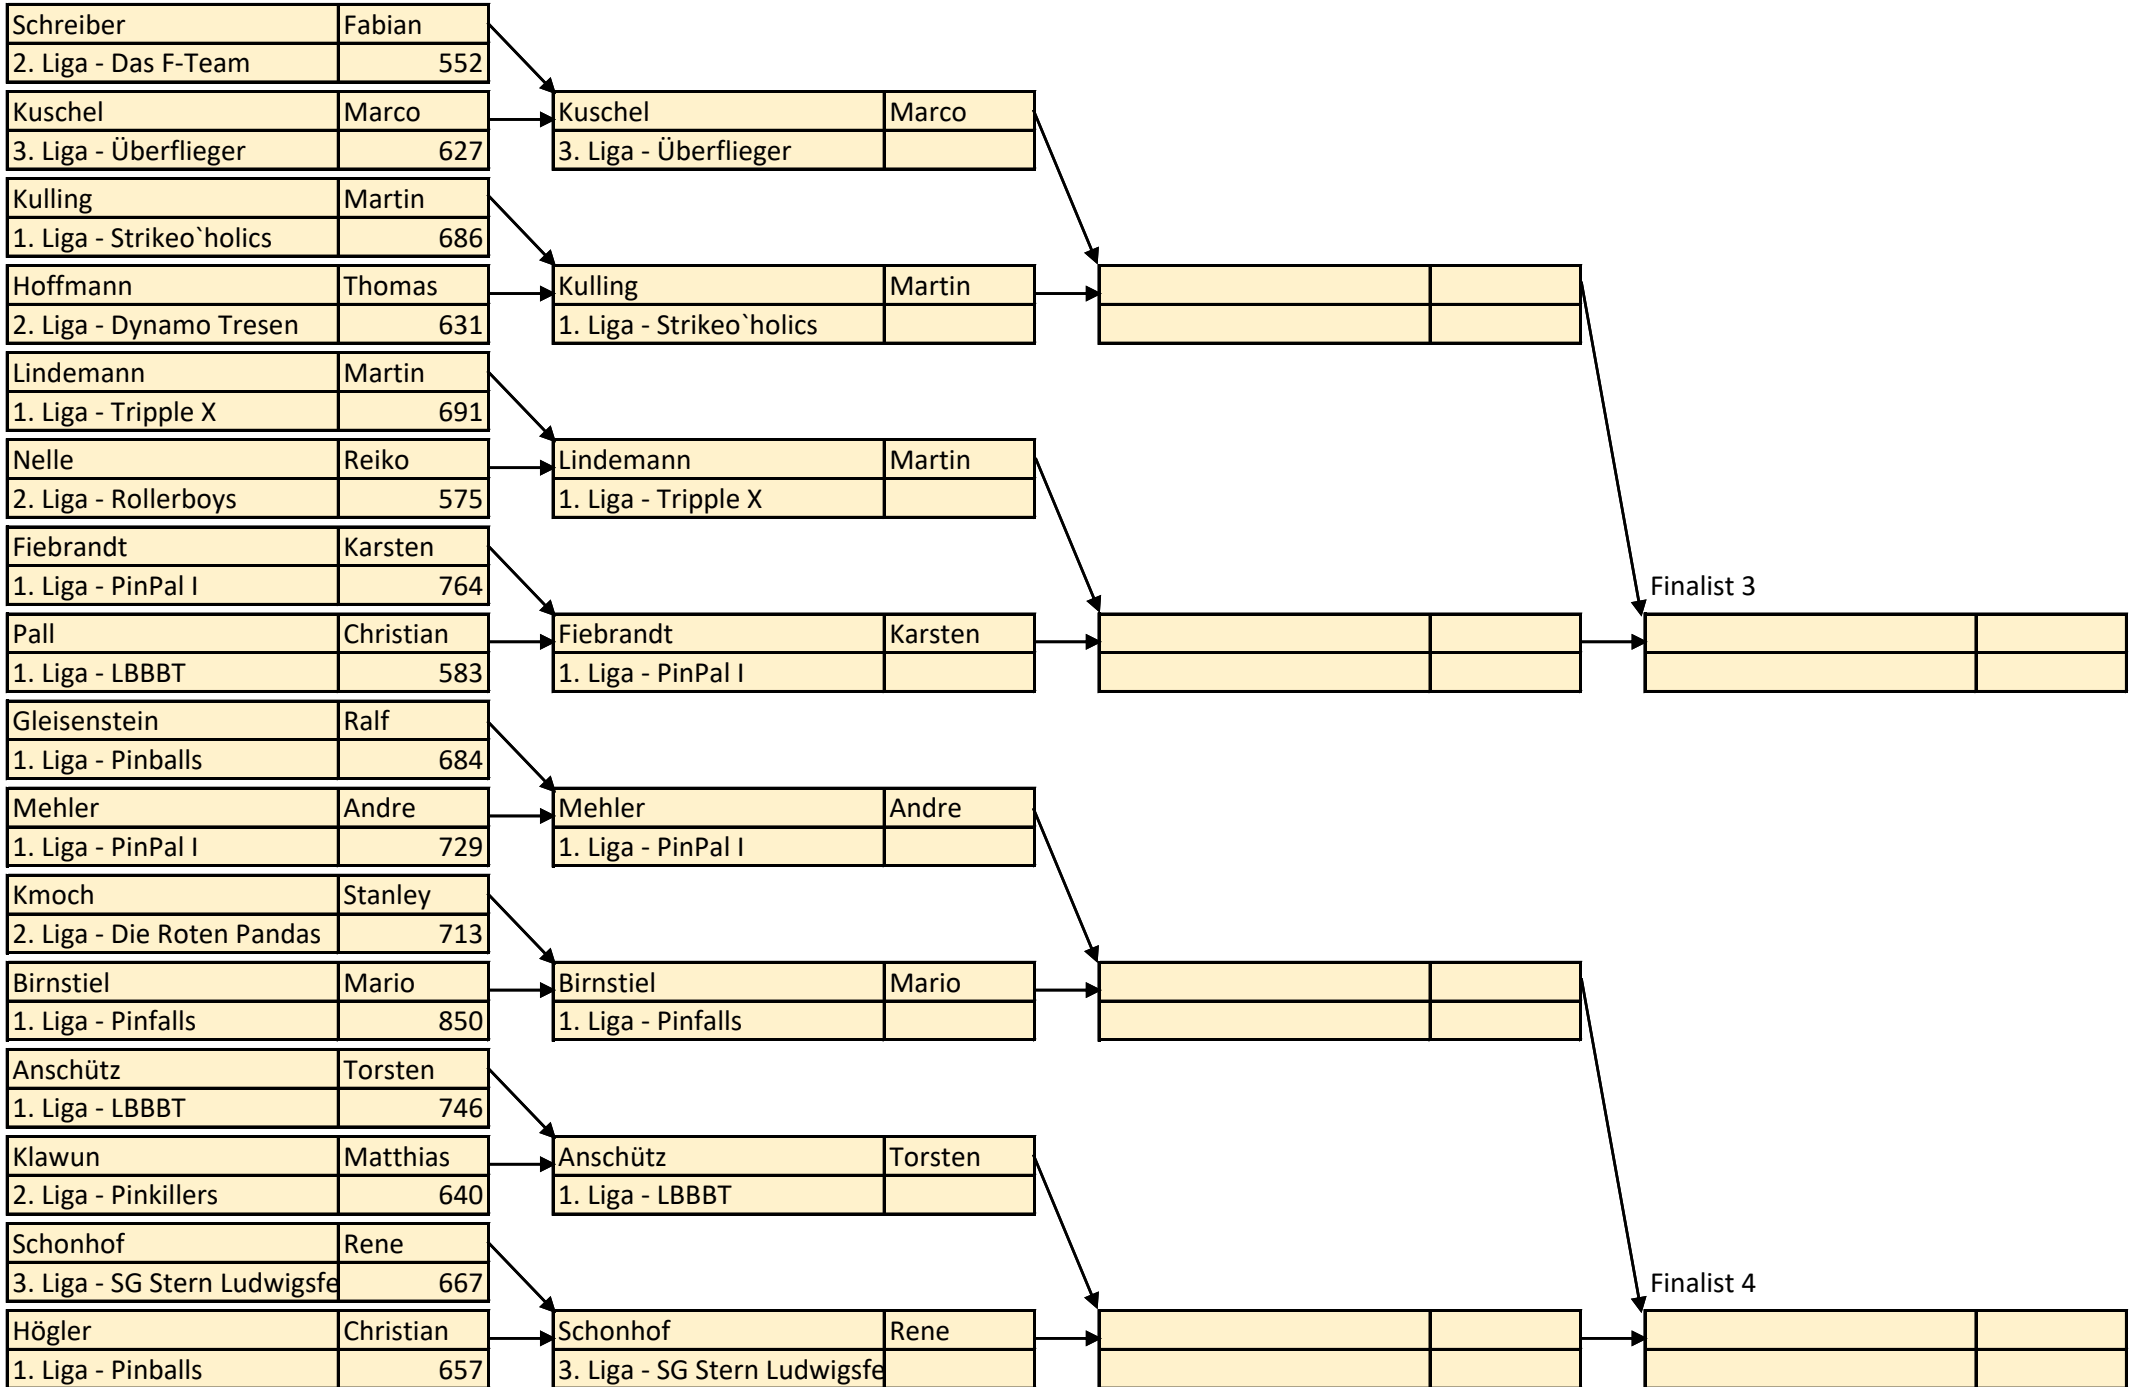 Schreiber Fabian
2. Liga - Das F-Team 552
Kuschel Marco Kuschel Marco
3. Liga - Überflieger 627 3. Liga - Überflieger
Kulling Martin
1. Liga - Strikeo`holics 686
Hoffmann Thomas Kulling Martin
2. Liga - Dynamo Tresen 631 1. Liga - Strikeo`holics
Lindemann Martin
1. Liga - Tripple X 691
Nelle Reiko Lindemann Martin
2. Liga - Rollerboys 575 1. Liga - Tripple X
Fiebrandt Karsten
1. Liga - PinPal I 764 Finalist 3
Pall Christian Fiebrandt Karsten
1. Liga - LBBBT 583 1. Liga - PinPal I
Gleisenstein Ralf
1. Liga - Pinballs 684
Mehler Andre Mehler Andre
1. Liga - PinPal I 729 1. Liga - PinPal I
Kmoch Stanley
2. Liga - Die Roten Pandas 713
Birnstiel Mario Birnstiel Mario
1. Liga - Pinfalls 850 1. Liga - Pinfalls
Anschütz Torsten
1. Liga - LBBBT 746
Klawun Matthias Anschütz Torsten
2. Liga - Pinkillers 640 1. Liga - LBBBT
Schonhof Rene
3. Liga - SG Stern Ludwigsfe 667 Finalist 4
Högler Christian Schonhof Rene
1. Liga - Pinballs 657 3. Liga - SG Stern Ludwigsfe